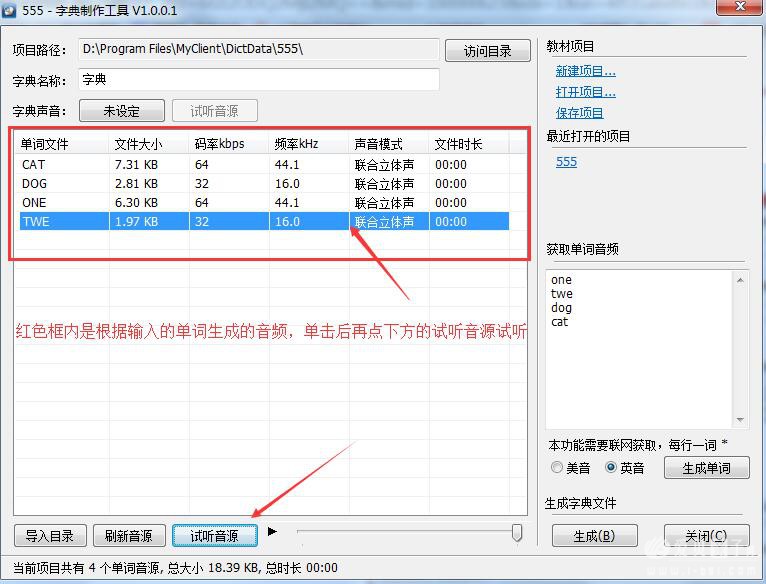 555 - 字典制作工具 V1.0.0.1
项目路径： D:\Program Files\MyClient\DictData\555\ 访问目录
字典名称： 字典
字典声音： 未设定 试听音源
单词文件 文件大小 码率kbps 频率kHz 声音模式 文件时长
CAT 7.31 KB 64 44.1 联合立体声 00:00
DOG 2.81 KB 32 16.0 联合立体声 00:00
ONE 6.30 KB 64 44.1 联合立体声 00:00
TWE 1.97 KB 32 16.0 联合立体声 00:00
红色框内是根据输入的单词生成的音频，单击后再点下方的试听音源试听
导入目录 刷新音源 试听音源
当前项目共有 4 个单词音源, 总大小 18.39 KB, 总时长 00:00
教材项目
新建项目...
打开项目...
保存项目
最近打开的项目
555
获取单词音频
one
twe
dog
cat
本功能需要联网获取，每行一词 *
美音 英音 生成单词
生成字典文件
生成(B) 关闭(C)